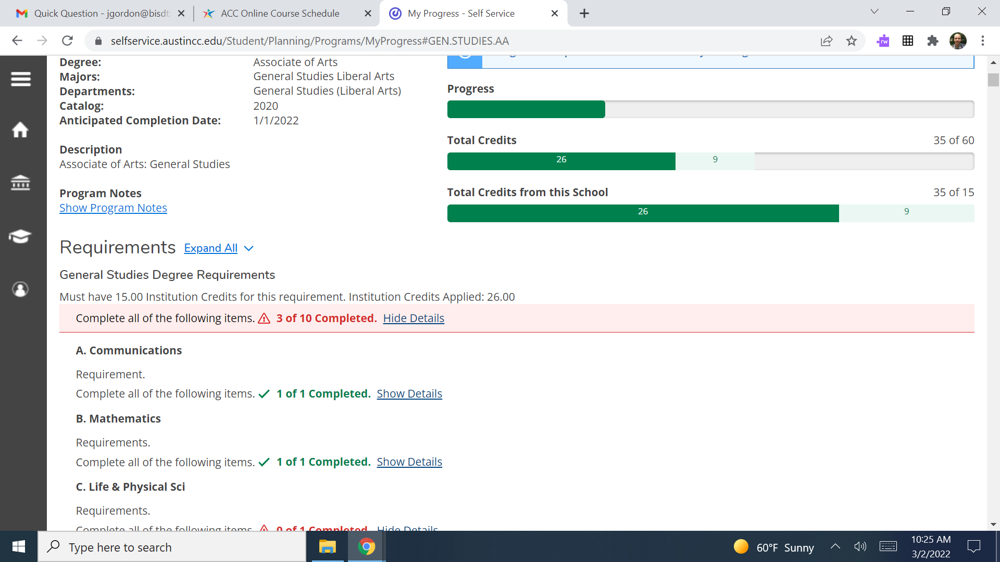 Quick Question - jgordon@bisdt
ACC Online Course Schedule
My Progress - Self Service
selfservice.austincc.edu/Student/Planning/Programs/MyProgress#GEN.STUDIES.AA
rw
Degree: Associate of Arts
Majors: General Studies Liberal Arts
Departments: General Studies (Liberal Arts)
Catalog: 2020
Anticipated Completion Date: 1/1/2022
Description
Associate of Arts: General Studies
Program Notes
Show Program Notes
Progress
Total Credits 35 of 60
26 9
Total Credits from this School 35 of 15
26 9
Requirements Expand All
General Studies Degree Requirements
Must have 15.00 Institution Credits for this requirement. Institution Credits Applied: 26.00
Complete all of the following items. 3 of 10 Completed. Hide Details
A. Communications
Requirement.
Complete all of the following items. 1 of 1 Completed. Show Details
B. Mathematics
Requirements.
Complete all of the following items. 1 of 1 Completed. Show Details
C. Life & Physical Sci
Requirements.
Complete all of the following items. 0 of 1 Completed. Hide Details
Type here to search
60°F Sunny
10:25 AM
3/2/2022